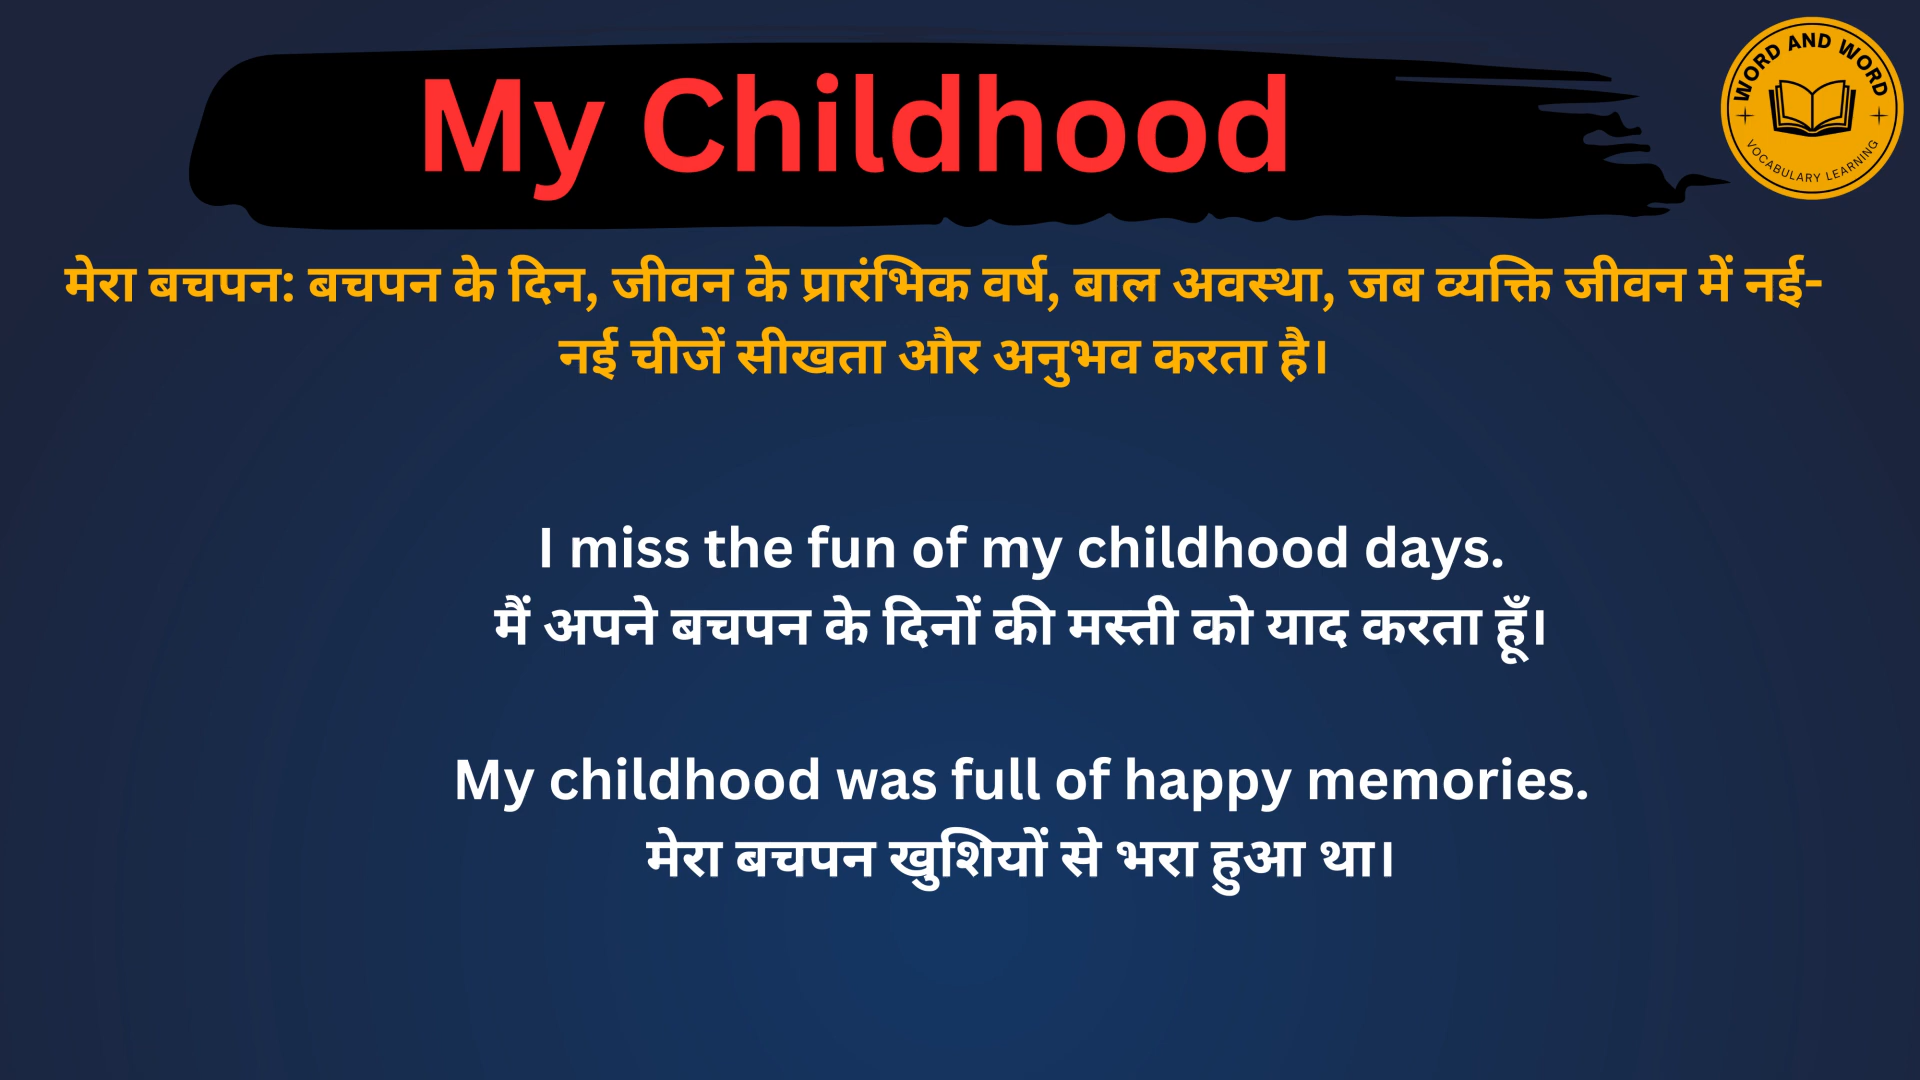 My Childhood
WORD AND WORD
VOCABULARY LEARNING
मेरा बचपन: बचपन के दिन, जीवन के प्रारंभिक वर्ष, बाल अवस्था, जब व्यक्ति जीवन में नई-
नई चीजें सीखता और अनुभव करता है।
I miss the fun of my childhood days.
मैं अपने बचपन के दिनों की मस्ती को याद करता हूँ।
My childhood was full of happy memories.
मेरा बचपन खुशियों से भरा हुआ था।